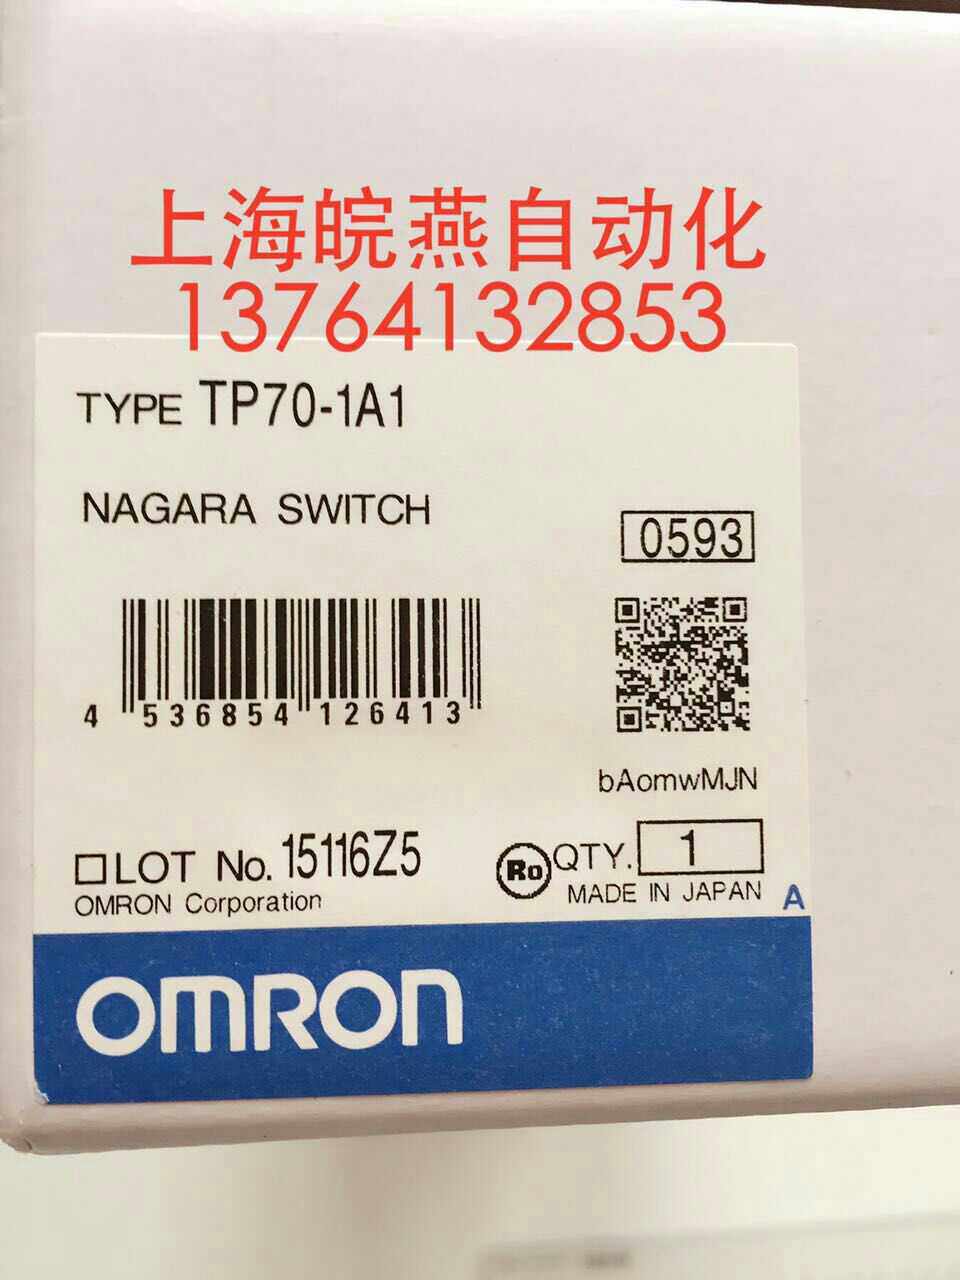 上海皖燕自动化
13764132853
TYPE TP70-1A1
NAGARA SWITCH
0593
4 536854 126413
bAomwMJN
LOT No. 15116Z5
Ro QTY. 1
OMRON Corporation
MADE IN JAPAN A
OMRON